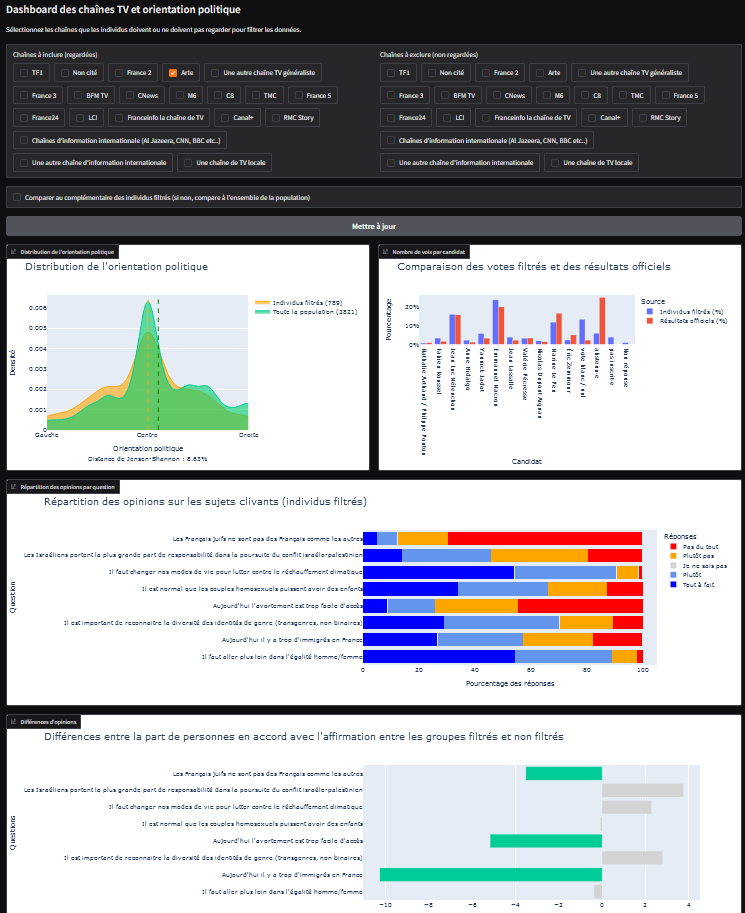 Dashboard des chaînes TV et orientation politique
Sélectionnez les chaînes que les individus doivent ou ne doivent pas regarder pour filtrer les données.
Chaînes à inclure (regardées)
TF1 Non cité France 2 Arte Une autre chaîne TV généraliste
France 3 BFM TV CNews M6 C8 TMC France 5
France24 LCI Franceinfo la chaîne de TV Canal+ RMC Story
Chaînes d'information internationale (Al Jazeera, CNN, BBC etc..)
Une autre chaîne d'information internationale Une chaîne de TV locale
Chaînes à exclure (non regardées)
TF1 Non cité France 2 Arte Une autre chaîne TV généraliste
France 3 BFM TV CNews M6 C8 TMC France 5
France24 LCI Franceinfo la chaîne de TV Canal+ RMC Story
Chaînes d'information internationale (Al Jazeera, CNN, BBC etc..)
Une autre chaîne d'information internationale Une chaîne de TV locale
Comparer au complémentaire des individus filtrés (si non, compare à l'ensemble de la population)
Mettre à jour
Distribution de l'orientation politique
Distribution de l'orientation politique
Individus filtrés (789)
Toute la population (2821)
Densité
0.006
0.005
0.004
0.003
0.002
0.001
0
Gauche Centre Droite
Orientation politique
Distance de Jensen-Shannon : 8.83%
Nombre de voix par candidat
Comparaison des votes filtrés et des résultats officiels
Source
Individus filtrés (%)
Résultats officiels (%)
Pourcentage
20%
10%
0%
Nathalie Arthaud / Philippe Poutou
Fabien Roussel
Jean-Luc Mélenchon
Anne Hidalgo
Yannick Jadot
Emmanuel Macron
Jean Lassalle
Valérie Pécresse
Nicolas Dupont-Aignan
Marine Le Pen
Éric Zemmour
vote blanc / nul
abstenu
pas inscrit
Non réponse
Candidat
Répartition des opinions par question
Répartition des opinions sur les sujets clivants (individus filtrés)
Question
Les Français juifs ne sont pas des Français comme les autres
Les Israéliens portent la plus grande part de responsabilité dans la poursuite du conflit israélo-palestinien
Il faut changer nos modes de vie pour lutter contre le réchauffement climatique
Il est normal que les couples homosexuels puissent avoir des enfants
Aujourd'hui l'avortement est trop facile d'accès
Il est important de reconnaitre la diversité des identités de genre (transgenres, non binaires)
Aujourd'hui il y a trop d'immigrés en France
Il faut aller plus loin dans l'égalité homme/femme
0 20 40 60 80 100
Pourcentage des réponses
Réponses
Pas du tout
Plutôt pas
Je ne sais pas
Plutôt
Tout à fait
Différences d'opinions
Différences entre la part de personnes en accord avec l'affirmation entre les groupes filtrés et non filtrés
Questions
Les Français juifs ne sont pas des Français comme les autres
Les Israéliens portent la plus grande part de responsabilité dans la poursuite du conflit israélo-palestinien
Il faut changer nos modes de vie pour lutter contre le réchauffement climatique
Il est normal que les couples homosexuels puissent avoir des enfants
Aujourd'hui l'avortement est trop facile d'accès
Il est important de reconnaitre la diversité des identités de genre (transgenres, non binaires)
Aujourd'hui il y a trop d'immigrés en France
Il faut aller plus loin dans l'égalité homme/femme
−10 −8 −6 −4 −2 0 2 4